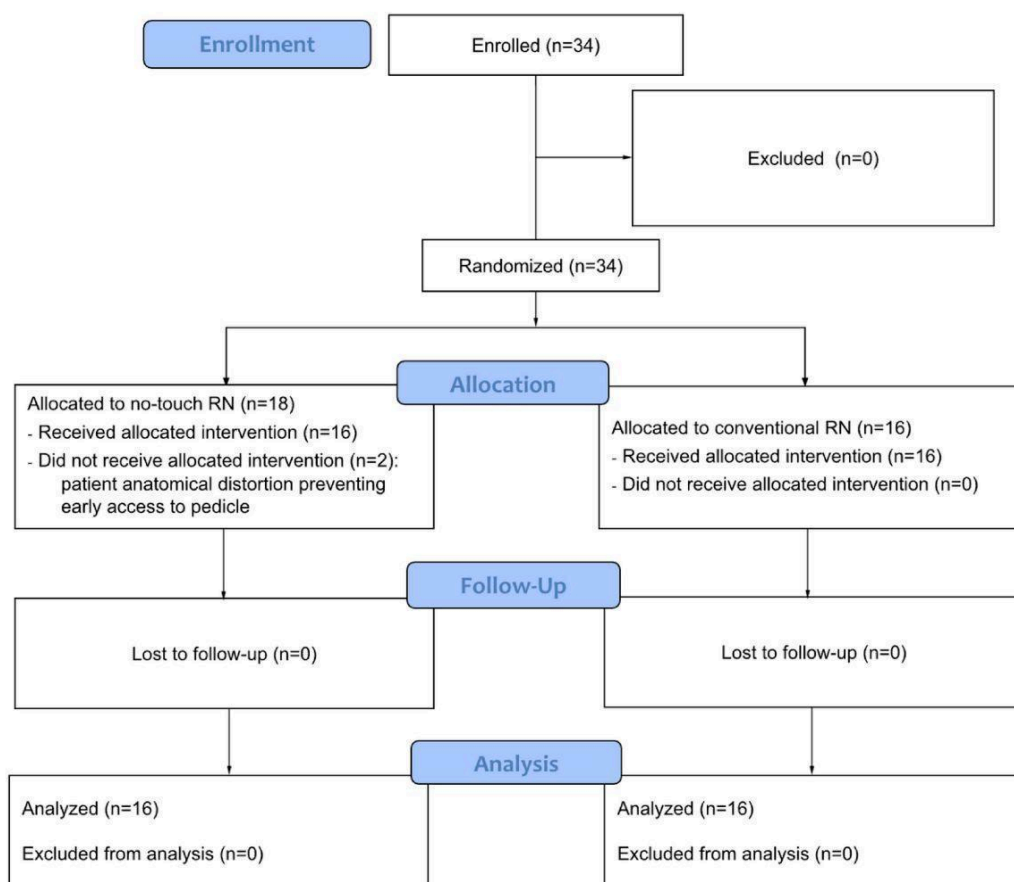 Enrollment
Enrolled (n=34)
Excluded (n=0)
Randomized (n=34)
Allocation
Allocated to no-touch RN (n=18)
- Received allocated intervention (n=16)
- Did not receive allocated intervention (n=2):
patient anatomical distortion preventing
early access to pedicle
Allocated to conventional RN (n=16)
- Received allocated intervention (n=16)
- Did not receive allocated intervention (n=0)
Follow-Up
Lost to follow-up (n=0)
Lost to follow-up (n=0)
Analysis
Analyzed (n=16)
Excluded from analysis (n=0)
Analyzed (n=16)
Excluded from analysis (n=0)